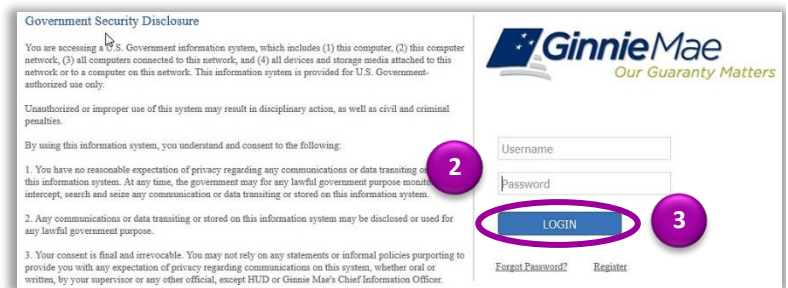 Government Security Disclosure
You are accessing a U.S. Government information system, which includes (1) this computer, (2) this computer
network, (3) all computers connected to this network, and (4) all devices and storage media attached to this
network or to a computer on this network. This information system is provided for U.S. Government-
authorized use only.
Unauthorized or improper use of this system may result in disciplinary action, as well as civil and criminal
penalties.
By using this information system, you understand and consent to the following:
1. You have no reasonable expectation of privacy regarding any communications or data transiting or
this information system. At any time, the government may for any lawful government purpose monitor
intercept, search and seize any communication or data transiting or stored on this information system.
2. Any communications or data transiting or stored on this information system may be disclosed or used for
any lawful government purpose.
3. Your consent is final and irrevocable. You may not rely on any statements or informal policies purporting to
provide you with any expectation of privacy regarding communications on this system, whether oral or
written, by your supervisor or any other official, except HUD or Ginnie Mae's Chief Information Officer.
GinnieMae
Our Guaranty Matters
Username
2
Password
LOGIN
3
Forgot Password? Register